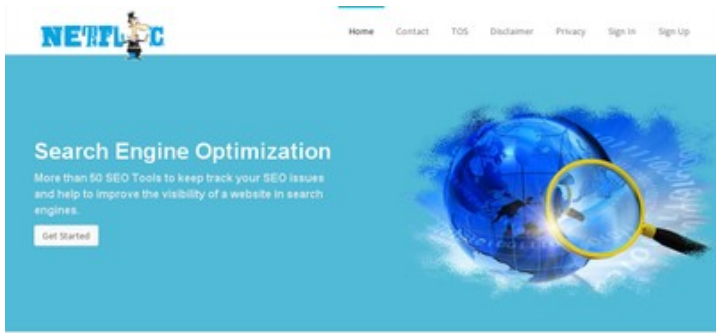 Home Contact TOS Disclaimer Privacy Sign In Sign Up
Search Engine Optimization
More than 50 SEO Tools to keep track your SEO issues
and help to improve the visibility of a website in search
engines.
Get Started